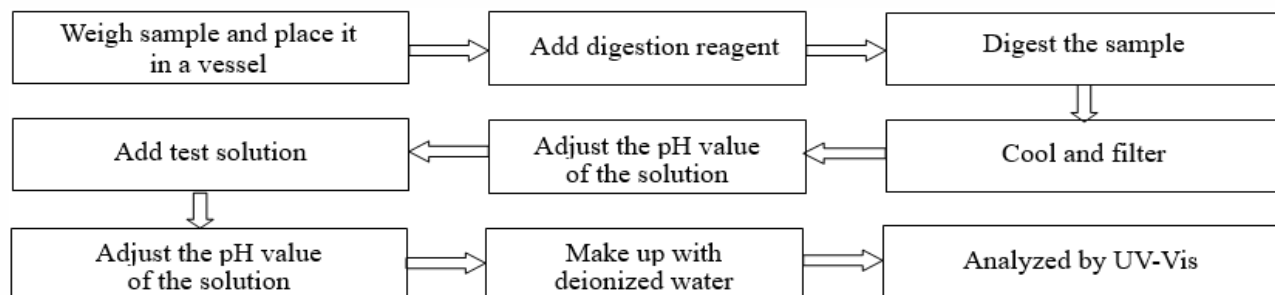 Weigh sample and place it
in a vessel
Add digestion reagent
Digest the sample
Cool and filter
Adjust the pH value
of the solution
Add test solution
Adjust the pH value
of the solution
Make up with
deionized water
Analyzed by UV-Vis